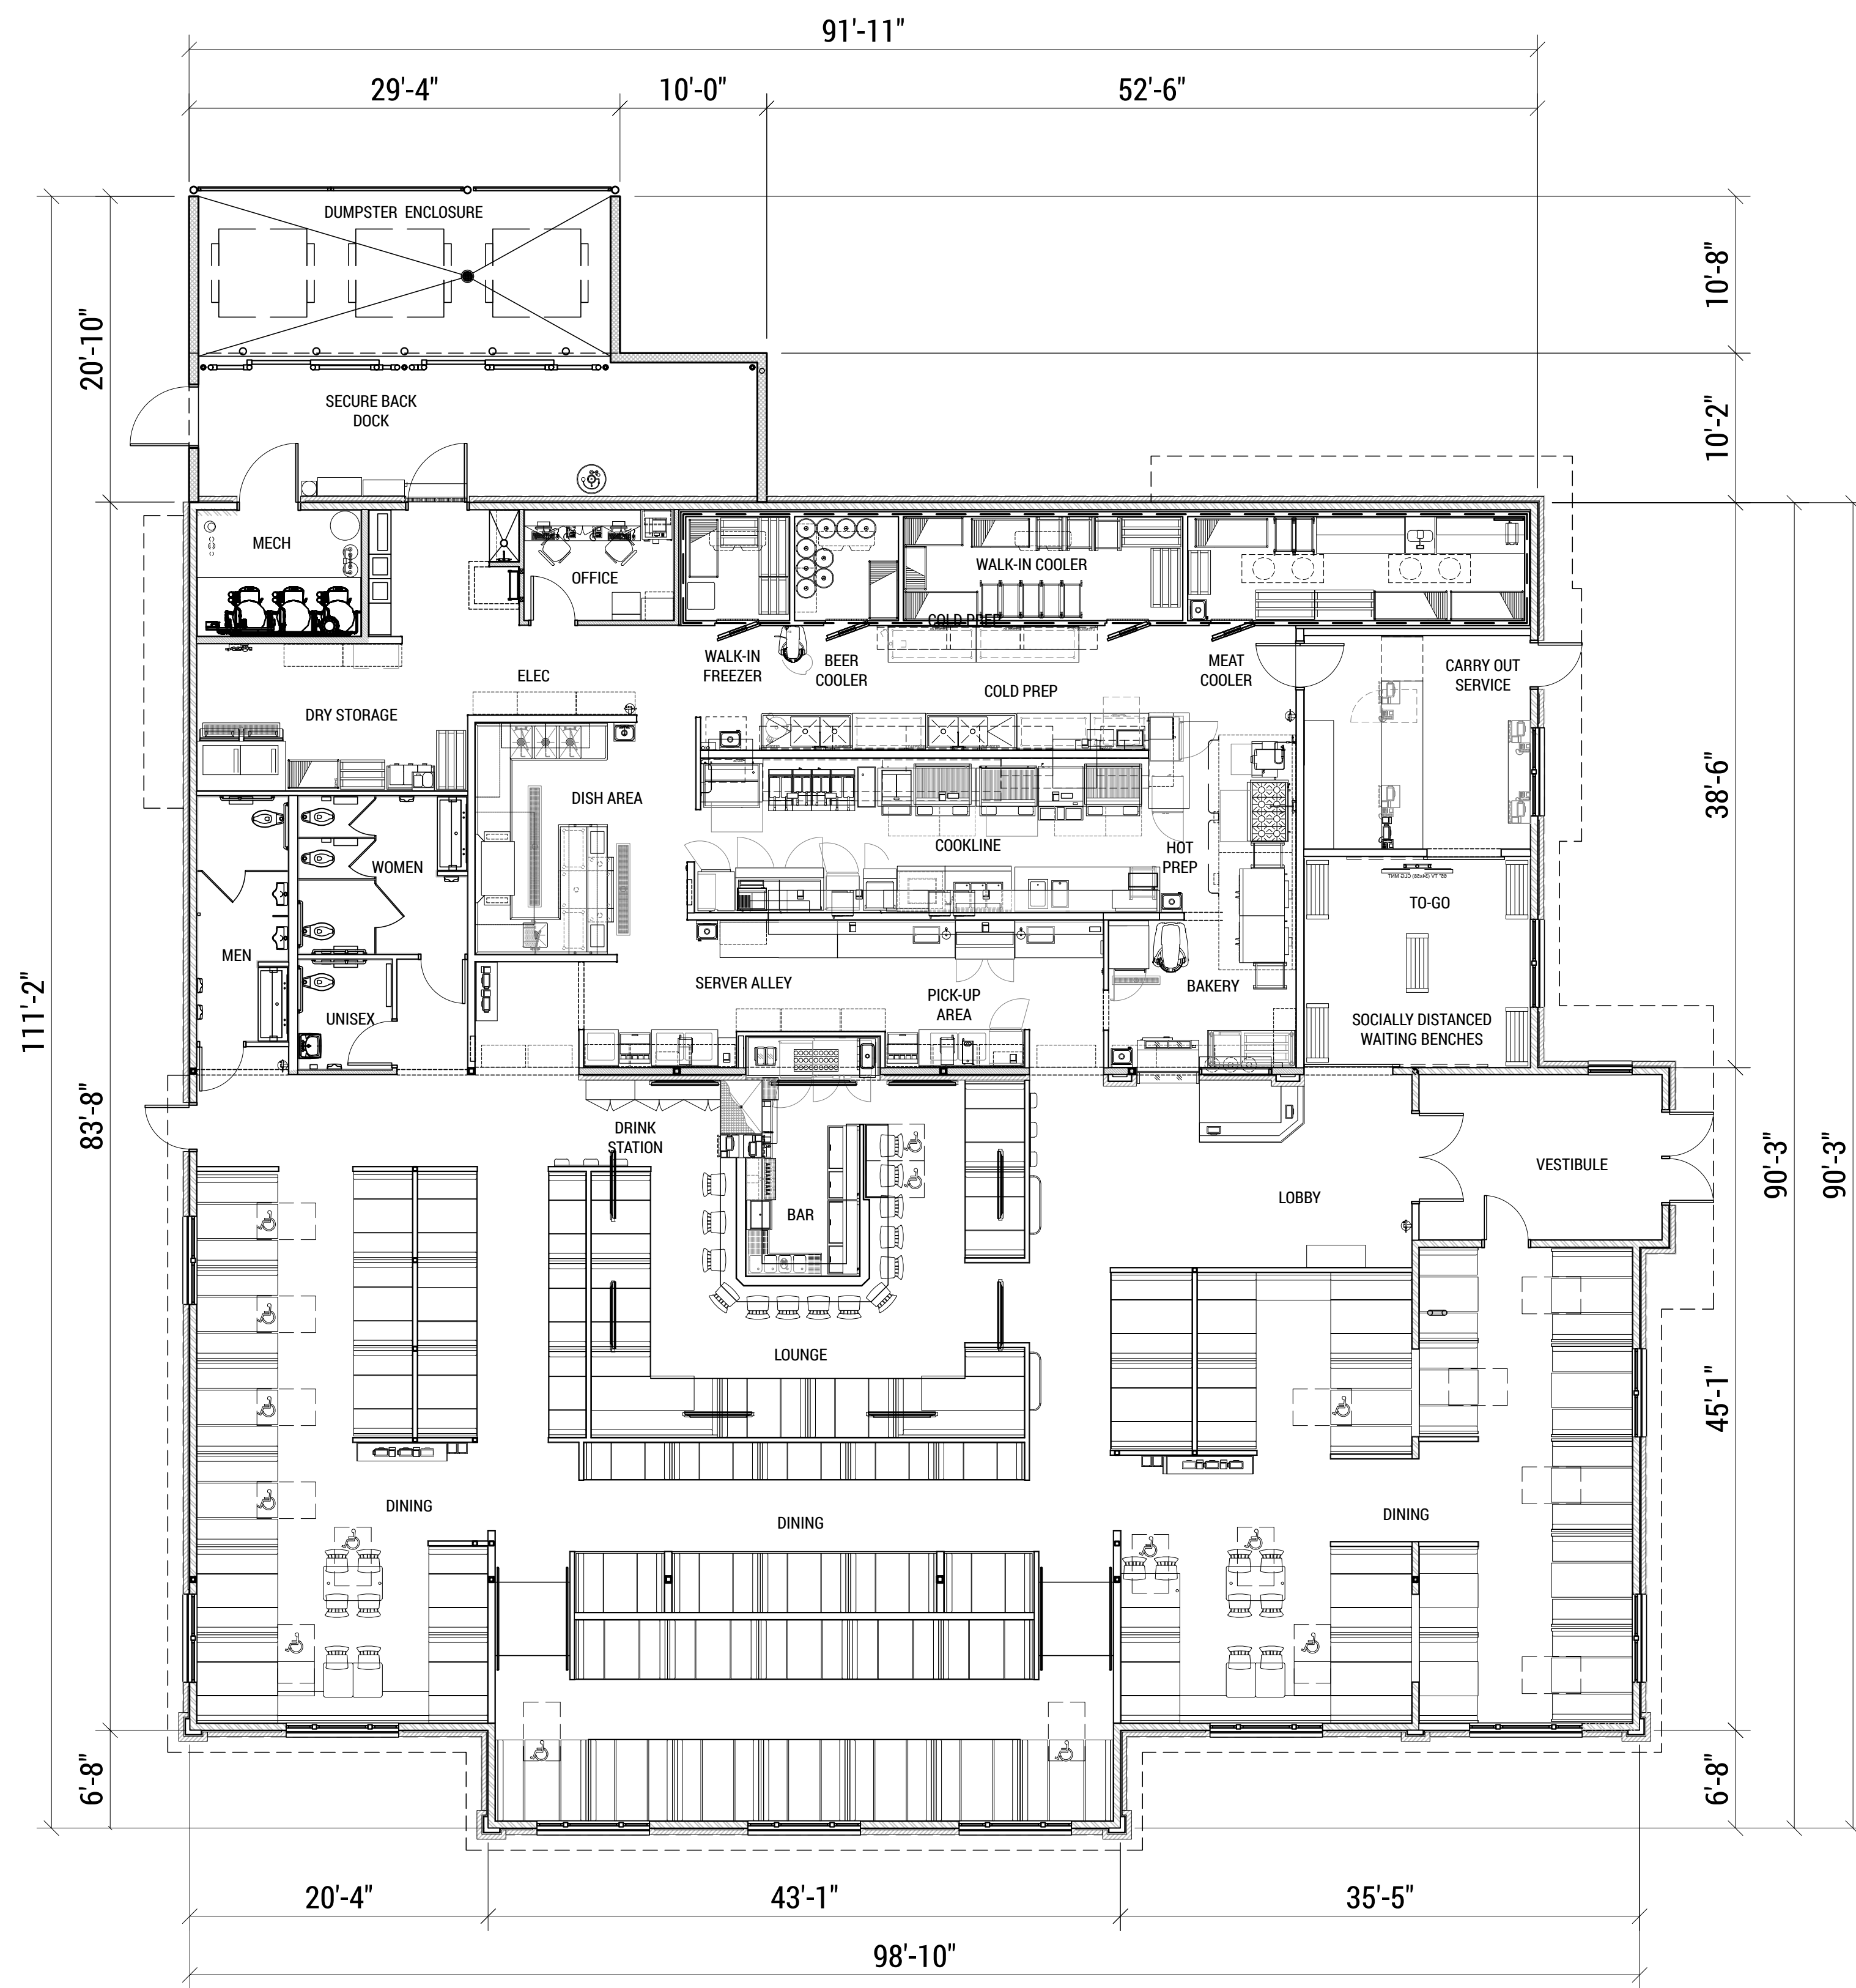 91'-11"
29'-4"
10'-0"
52'-6"
DUMPSTER ENCLOSURE
10'-8"
20'-10"
SECURE BACK
DOCK
10'-2"
MECH
OFFICE
WALK-IN COOLER
COLD PREP
WALK-IN
FREEZER
BEER
COOLER
MEAT
COOLER
CARRY OUT
SERVICE
ELEC
COLD PREP
DRY STORAGE
38'-6"
DISH AREA
COOKLINE
HOT
PREP
WOMEN
TO-GO
MEN
SERVER ALLEY
PICK-UP
AREA
BAKERY
UNISEX
SOCIALLY DISTANCED
WAITING BENCHES
111'-2"
83'-8"
DRINK
STATION
BAR
LOBBY
VESTIBULE
90'-3"
90'-3"
LOUNGE
45'-1"
DINING
DINING
DINING
6'-8"
6'-8"
20'-4"
43'-1"
35'-5"
98'-10"